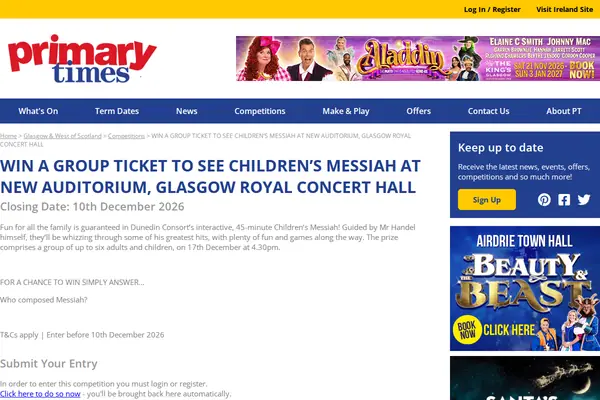 Log In / Register
Visit Ireland Site
primary
times
Aladdin
ELAINE C SMITH JOHNNY MAC
SAT 21 NOV 2026 -
SUN 3 JAN 2027
THE KING'S
GLASGOW
BOOK
NOW!
What's On
Term Dates
News
Competitions
Make & Play
Offers
Contact Us
About PT
Home > Glasgow & West of Scotland > Competitions > WIN A GROUP TICKET TO SEE CHILDREN'S MESSIAH AT NEW AUDITORIUM, GLASGOW ROYAL
CONCERT HALL
WIN A GROUP TICKET TO SEE CHILDREN'S MESSIAH AT
NEW AUDITORIUM, GLASGOW ROYAL CONCERT HALL
Closing Date: 10th December 2026
Fun for all the family is guaranteed in Dunedin Consort's interactive, 45-minute Children's Messiah! Guided by Mr Handel
himself, they'll be whizzing through some of his greatest hits, with plenty of fun and games along the way. The prize
comprises a group of up to six adults and children, on 17th December at 4.30pm.
FOR A CHANCE TO WIN SIMPLY ANSWER...
Who composed Messiah?
T&Cs apply | Enter before 10th December 2026
Submit Your Entry
In order to enter this competition you must login or register.
Click here to do so now - you'll be brought back here automatically.
Keep up to date
Receive the latest news, events, offers,
competitions and so much more!
Sign Up
AIRDRIE TOWN HALL
BEAUTY &
THE BEAST
BOOK
NOW
CLICK HERE
SANTA'S